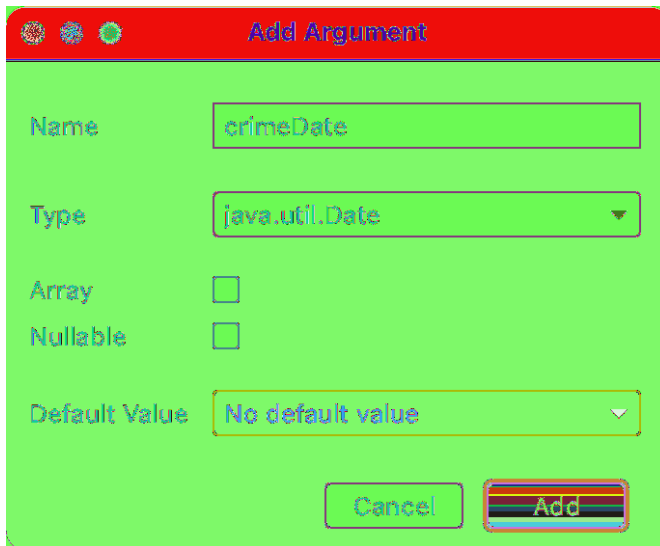 Add Argument
Name crimeDate
Type java.util.Date
Array
Nullable
Default Value No default value
Cancel Add